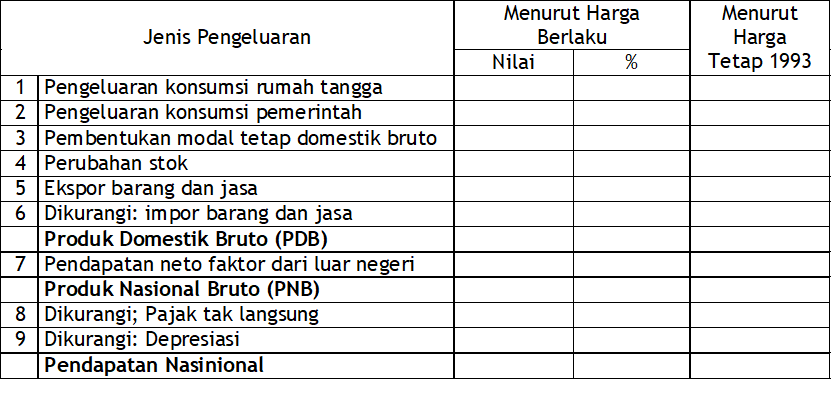 Jenis Pengeluaran
Menurut Harga
Berlaku
Menurut
Harga
Tetap 1993
Nilai
%
1 Pengeluaran konsumsi rumah tangga
2 Pengeluaran konsumsi pemerintah
3 Pembentukan modal tetap domestik bruto
4 Perubahan stok
5 Ekspor barang dan jasa
6 Dikurangi: impor barang dan jasa
Produk Domestik Bruto (PDB)
7 Pendapatan neto faktor dari luar negeri
Produk Nasional Bruto (PNB)
8 Dikurangi; Pajak tak langsung
9 Dikurangi: Depresiasi
Pendapatan Nasinional